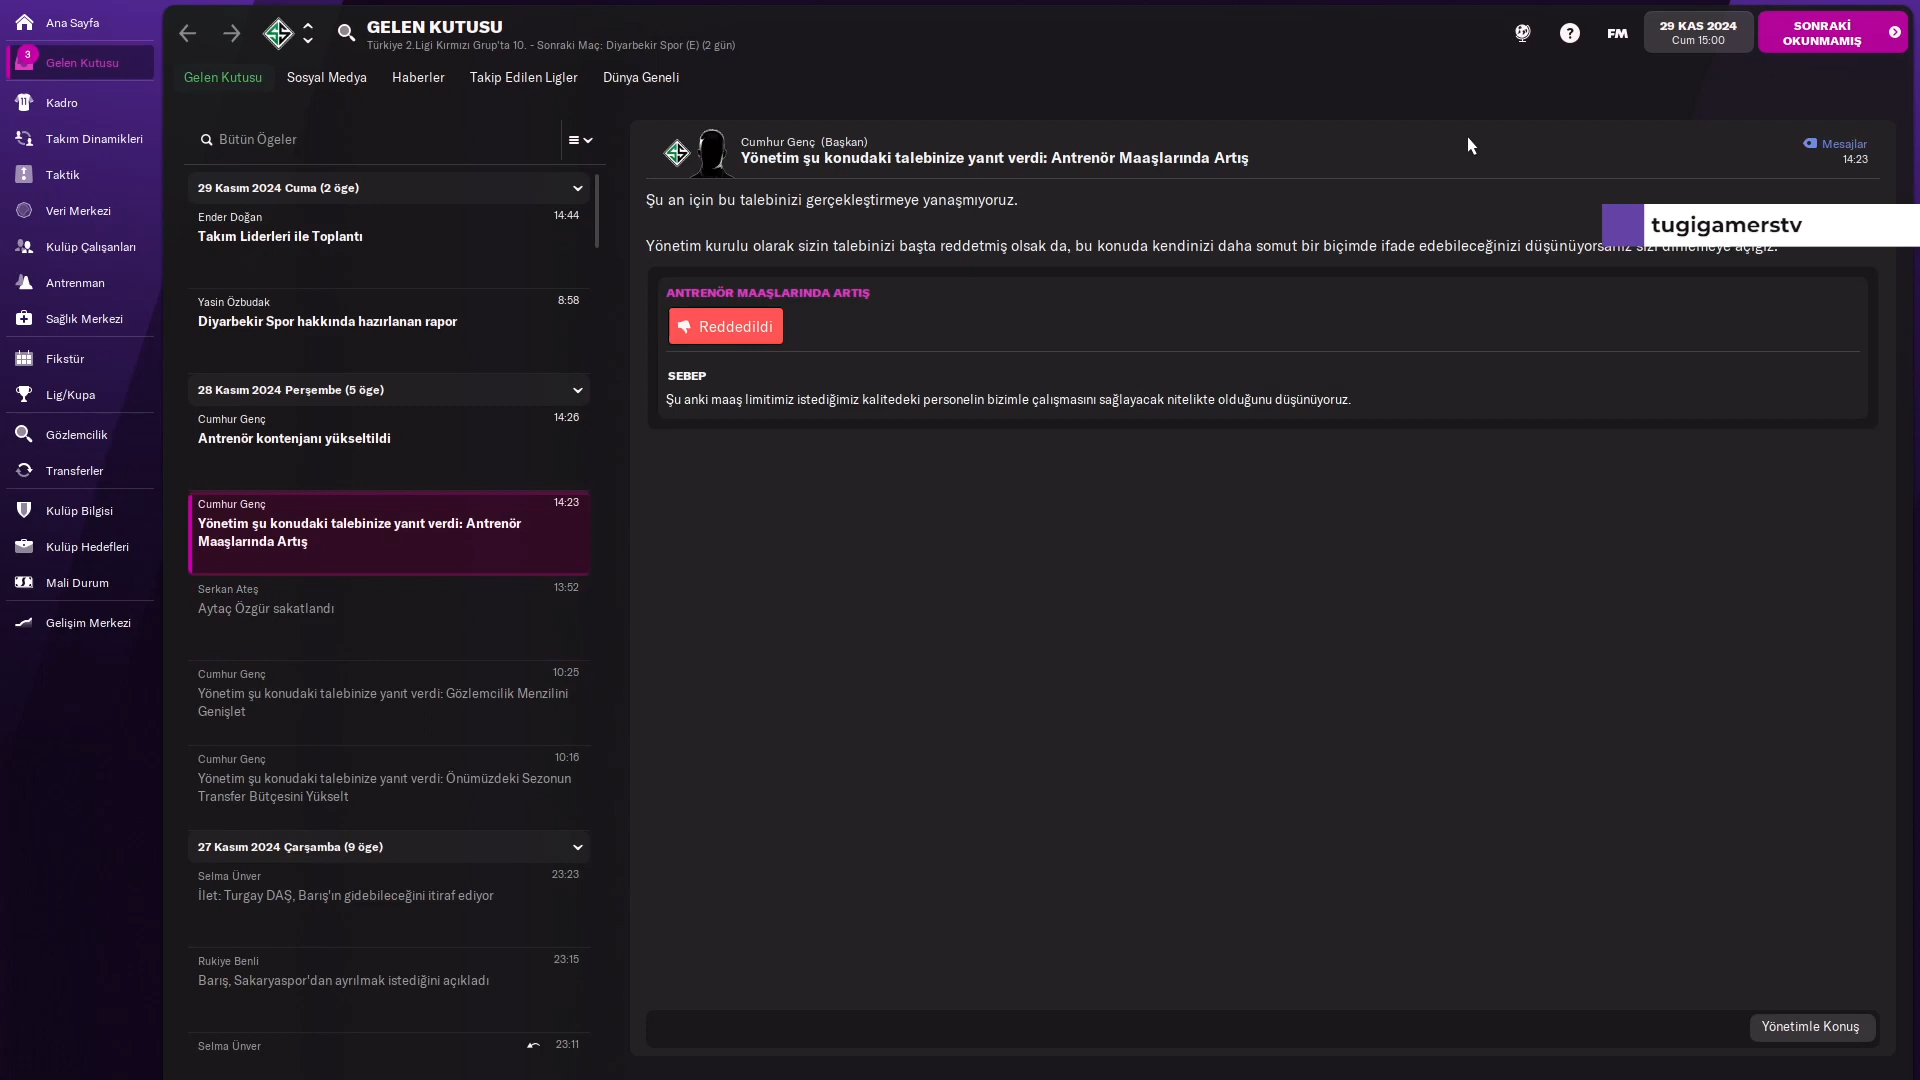 Ana Sayfa
3
Gelen Kutusu
Kadro
Takım Dinamikleri
Taktik
Veri Merkezi
Kulüp Çalışanları
Antrenman
Sağlık Merkezi
Fikstür
Lig/Kupa
Gözlemcilik
Transferler
Kulüp Bilgisi
Kulüp Hedefleri
Mali Durum
Gelişim Merkezi
GELEN KUTUSU
Türkiye 2.Ligi Kırmızı Grup'ta 10. - Sonraki Maç: Diyarbekir Spor (E) (2 gün)
FM
29 KAS 2024
Cum 15:00
SONRAKİ
OKUNMAMIŞ
Gelen Kutusu Sosyal Medya Haberler Takip Edilen Ligler Dünya Geneli
Bütün Ögeler
29 Kasım 2024 Cuma (2 öge)
Ender Doğan 14:44
Takım Liderleri ile Toplantı
Yasin Özbudak 8:58
Diyarbekir Spor hakkında hazırlanan rapor
28 Kasım 2024 Perşembe (5 öge)
Cumhur Genç 14:26
Antrenör kontenjanı yükseltildi
Cumhur Genç 14:23
Yönetim şu konudaki talebinize yanıt verdi: Antrenör
Maaşlarında Artış
Serkan Ateş 13:52
Aytaç Özgür sakatlandı
Cumhur Genç 10:25
Yönetim şu konudaki talebinize yanıt verdi: Gözlemcilik Menzilini
Genişlet
Cumhur Genç 10:16
Yönetim şu konudaki talebinize yanıt verdi: Önümüzdeki Sezonun
Transfer Bütçesini Yükselt
27 Kasım 2024 Çarşamba (9 öge)
Selma Ünver 23:23
İlet: Turgay DAŞ, Barış'ın gidebileceğini itiraf ediyor
Rukiye Benli 23:15
Barış, Sakaryaspor'dan ayrılmak istediğini açıkladı
Selma Ünver 23:11
Cumhur Genç (Başkan)
Yönetim şu konudaki talebinize yanıt verdi: Antrenör Maaşlarında Artış
Mesajlar
14:23
Şu an için bu talebinizi gerçekleştirmeye yanaşmıyoruz.
tugigamerstv
Yönetim kurulu olarak sizin talebinizi başta reddetmiş olsak da, bu konuda kendinizi daha somut bir biçimde ifade edebileceğinizi düşünüyorsanız sizi dinlemeye açığız.
ANTRENÖR MAAŞLARINDA ARTIŞ
Reddedildi
SEBEP
Şu anki maaş limitimiz istediğimiz kalitedeki personelin bizimle çalışmasını sağlayacak nitelikte olduğunu düşünüyoruz.
Yönetimle Konuş